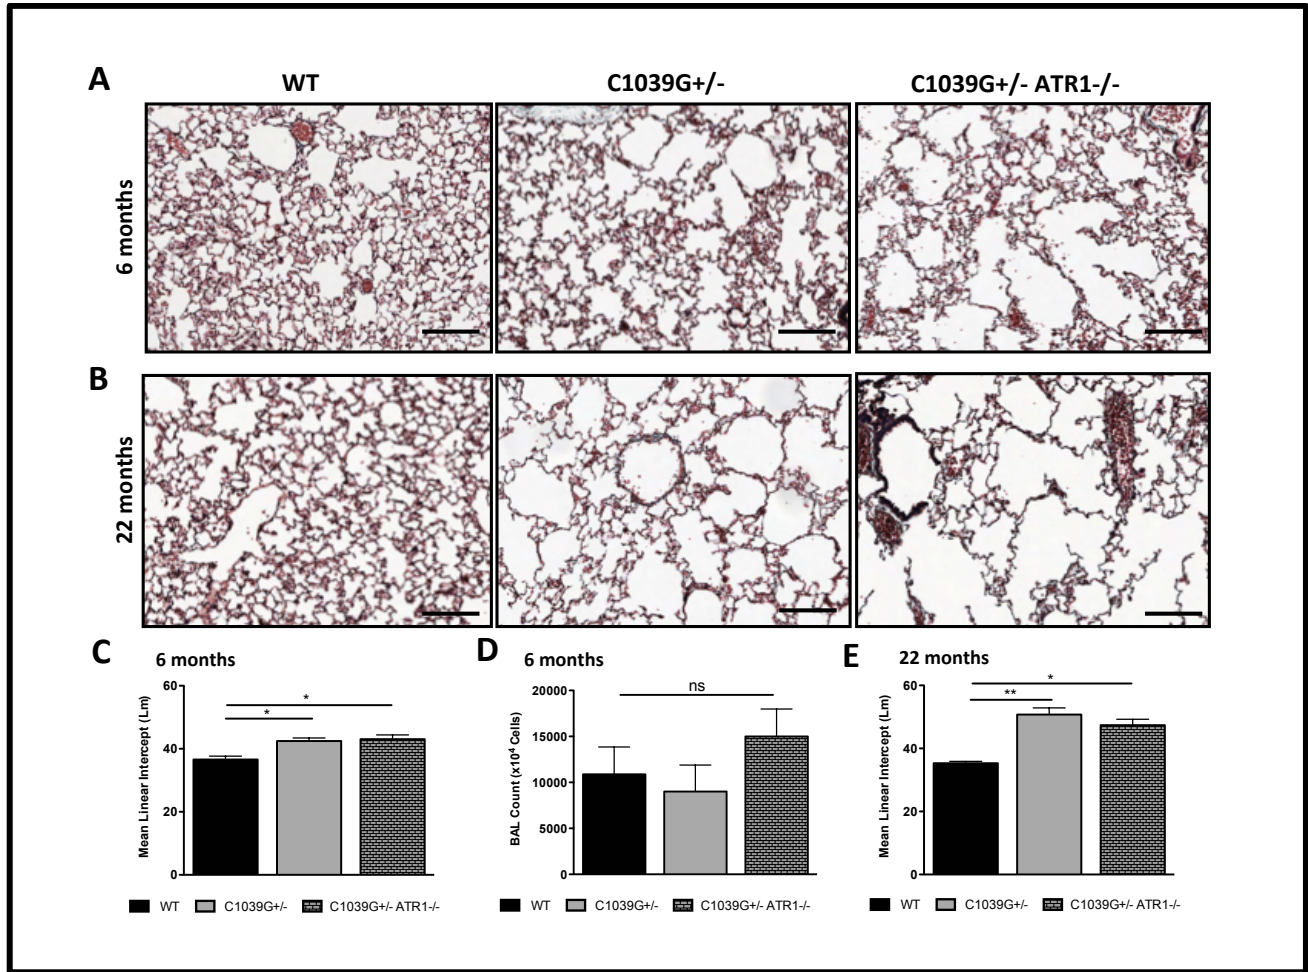 A
WT
C1039G+/-
C1039G+/- ATR1-/-
6 months
B
22 months
C
6 months
Mean Linear Intercept (Lm)
60
40
20
0
*
*
WT
C1039G+/-
C1039G+/- ATR1-/-
D
6 months
BAL Count (x10⁴ Cells)
20000
15000
10000
5000
0
ns
WT
C1039G+/-
C1039G+/- ATR1-/-
E
22 months
Mean Linear Intercept (Lm)
60
40
20
0
*
**
WT
C1039G+/-
C1039G+/- ATR1-/-